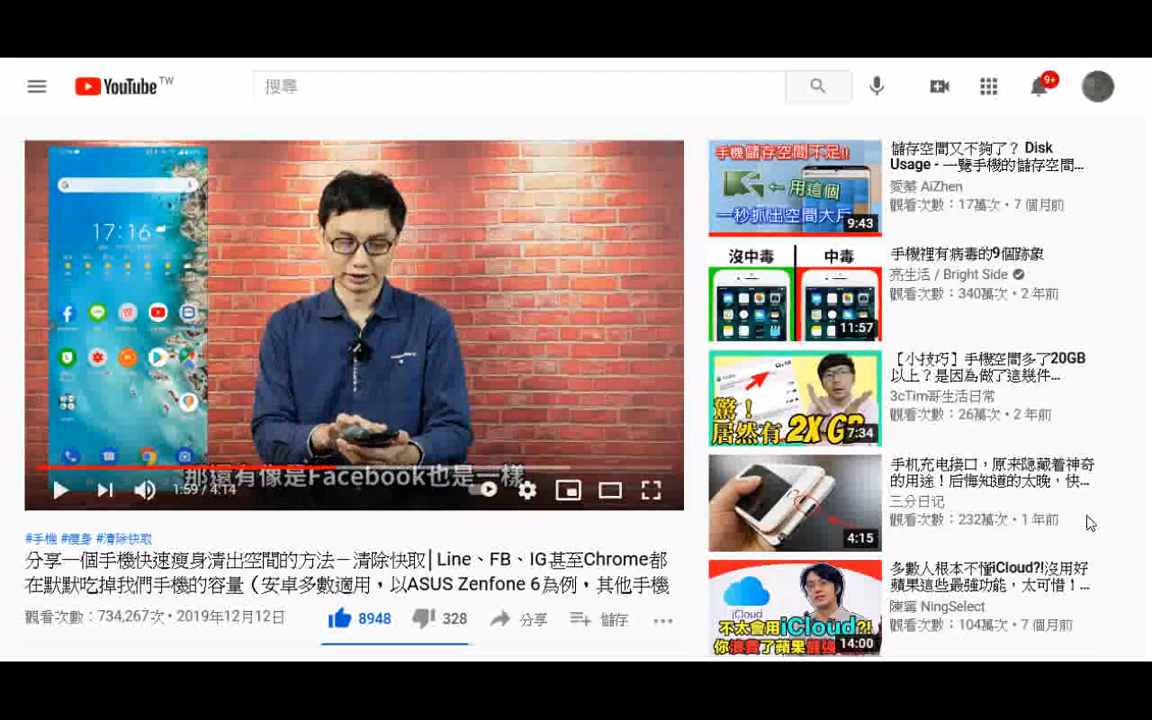 YouTube TW
搜尋
9+
17:16
那還有像是Facebook也是一樣
1:59 / 4:14
#手機 #瘦身 #清除快取
分享一個手機快速瘦身清出空間的方法－清除快取│Line、FB、IG甚至Chrome都
在默默吃掉我們手機的容量（安卓多數適用，以ASUS Zenfone 6為例，其他手機
觀看次數：734,267次・2019年12月12日
8948
328
分享
儲存
手機儲存空間不足!!
用這個
一秒抓出空間大戶
9:43
儲存空間又不夠了？ Disk
Usage - 一覽手機的儲存空間...
愛蓁 AiZhen
觀看次數：17萬次・7 個月前
沒中毒
中毒
11:57
手機裡有病毒的9個跡象
亮生活 / Bright Side
觀看次數：340萬次・2 年前
驚！
居然有 2X GB
7:34
【小技巧】手機空間多了20GB
以上？是因為做了這幾件...
3cTim哥生活日常
觀看次數：26萬次・2 年前
4:15
手机充电接口，原来隐藏着神奇
的用途！后悔知道的太晚，快...
三分日记
觀看次數：232萬次・1 年前
iCloud
不太會用iCloud?!
你浪費了蘋果最強
14:00
多數人根本不懂iCloud?!沒用好
蘋果這些最強功能，太可惜！...
陳寗 NingSelect
觀看次數：104萬次・7 個月前